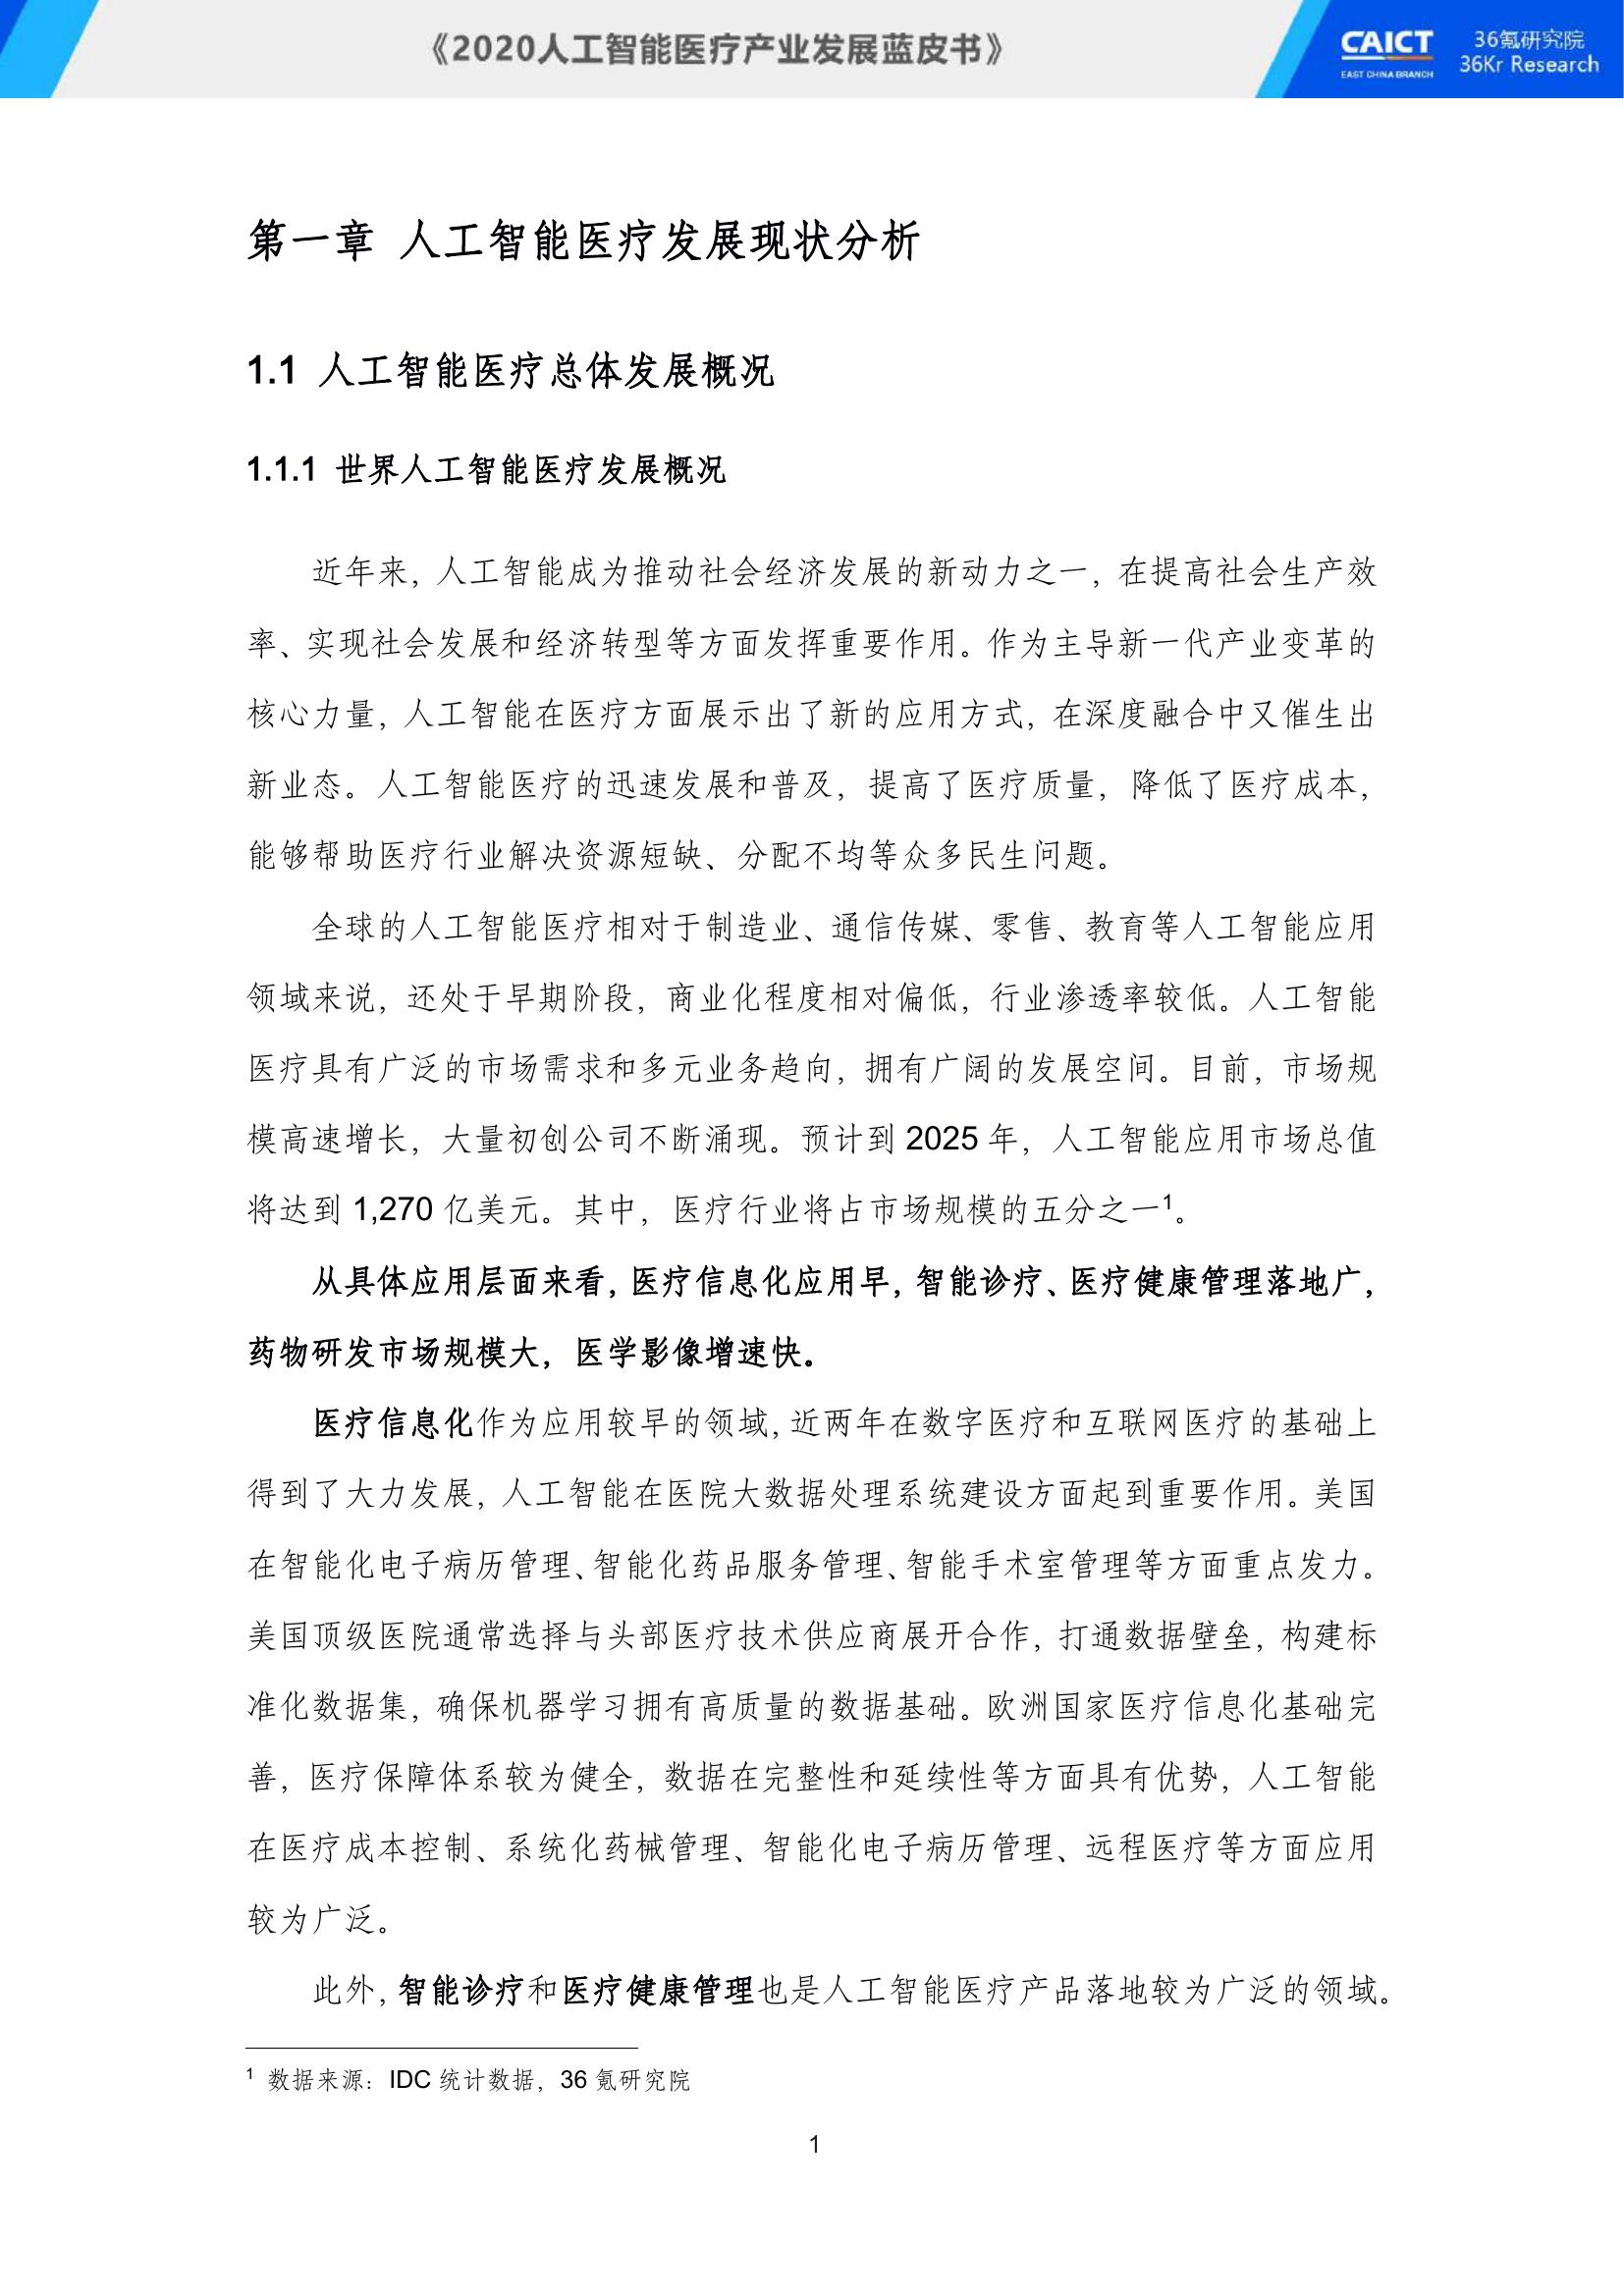 《2020人工智能医疗产业发展蓝皮书》
CAICT
EAST CHINA BRANCH
36氪研究院
36Kr Research
第一章 人工智能医疗发展现状分析
1.1 人工智能医疗总体发展概况
1.1.1 世界人工智能医疗发展概况
近年来，人工智能成为推动社会经济发展的新动力之一，在提高社会生产效
率、实现社会发展和经济转型等方面发挥重要作用。作为主导新一代产业变革的
核心力量，人工智能在医疗方面展示出了新的应用方式，在深度融合中又催生出
新业态。人工智能医疗的迅速发展和普及，提高了医疗质量，降低了医疗成本，
能够帮助医疗行业解决资源短缺、分配不均等众多民生问题。
全球的人工智能医疗相对于制造业、通信传媒、零售、教育等人工智能应用
领域来说，还处于早期阶段，商业化程度相对偏低，行业渗透率较低。人工智能
医疗具有广泛的市场需求和多元业务趋向，拥有广阔的发展空间。目前，市场规
模高速增长，大量初创公司不断涌现。预计到 2025 年，人工智能应用市场总值
将达到 1,270 亿美元。其中，医疗行业将占市场规模的五分之一1。
从具体应用层面来看，医疗信息化应用早，智能诊疗、医疗健康管理落地广，
药物研发市场规模大，医学影像增速快。
医疗信息化作为应用较早的领域，近两年在数字医疗和互联网医疗的基础上
得到了大力发展，人工智能在医院大数据处理系统建设方面起到重要作用。美国
在智能化电子病历管理、智能化药品服务管理、智能手术室管理等方面重点发力。
美国顶级医院通常选择与头部医疗技术供应商展开合作，打通数据壁垒，构建标
准化数据集，确保机器学习拥有高质量的数据基础。欧洲国家医疗信息化基础完
善，医疗保障体系较为健全，数据在完整性和延续性等方面具有优势，人工智能
在医疗成本控制、系统化药械管理、智能化电子病历管理、远程医疗等方面应用
较为广泛。
此外，智能诊疗和医疗健康管理也是人工智能医疗产品落地较为广泛的领域。
1 数据来源：IDC 统计数据，36 氪研究院
1